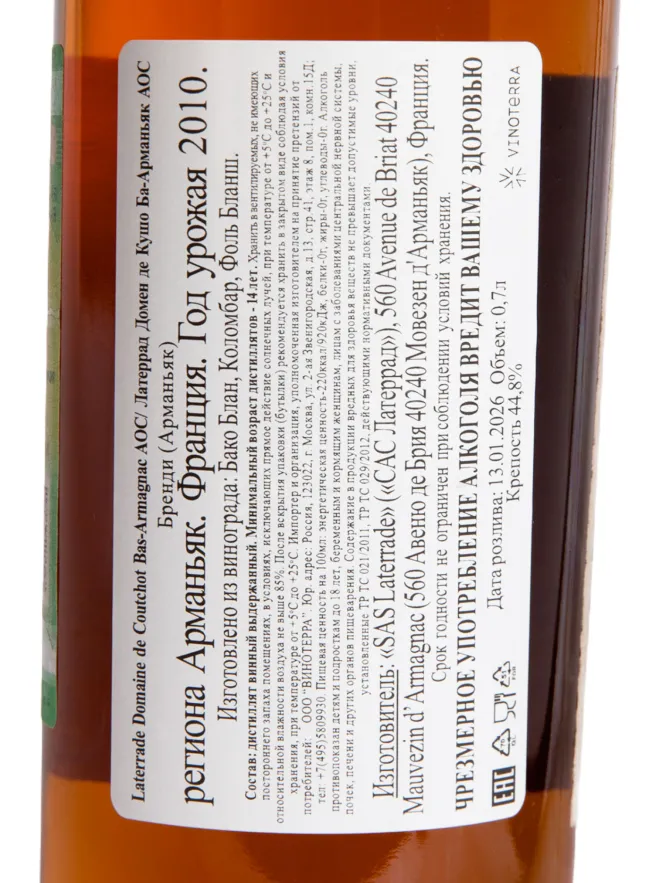 Laterrade Domaine de Coutchot Bas-Armagnac AOC/ Латеррад Домен де Кушо Ба-Арманьяк AOC
Бренди (Арманьяк)
региона Арманьяк. Франция. Год урожая 2010.
Изготовлено из винограда: Бако Блан, Коломбар, Фоль Бланш.
Состав: дистиллят винный выдержанный. Минимальный возраст дистиллятов - 14 лет. Хранить в вентилируемых, не имеющих
постороннего запаха помещениях, в условиях, исключающих прямое действие солнечных лучей, при температуре от +5°С до +25°С и
относительной влажности воздуха не выше 85%. После вскрытия упаковки (бутылки) рекомендуется хранить в закрытом виде соблюдая условия
хранения, при температуре от +5°С до +25°С. Импортер и организация, уполномоченная изготовителем на принятие претензий от
потребителей: ООО "ВИНОТЕРРА". Юр. адрес: Россия, 123022, г. Москва, ул. 2-ая Звенигородская, д.13, стр 41, этаж 8, пом.1, комн.15Д;
тел: +7(495)5809930. Пищевая ценность на 100мл: энергетическая ценность-220ккал/920кДж, белки-0г, жиры-0г, углеводы-0г. Алкоголь
противопоказан детям и подросткам до 18 лет, беременным и кормящим женщинам, лицам с заболеваниями центральной нервной системы,
почек, печени и других органов пищеварения. Содержание в продукции вредных для здоровья веществ не превышает допустимые уровни,
установленные, ТР ТС 021/2011, ТР ТС 029/2012, действующими нормативными документами.
Изготовитель: «SAS Laterrade» («САС Латеррад»), 560 Avenue de Briat 40240
Mauvezin d’ Armagnac (560 Авеню де Брия 40240 Мовезен д'Арманьяк), Франция.
Срок годности не ограничен при соблюдении условий хранения.
ЧРЕЗМЕРНОЕ УПОТРЕБЛЕНИЕ АЛКОГОЛЯ ВРЕДИТ ВАШЕМУ ЗДОРОВЬЮ
Дата розлива: 13.01.2026 Объем: 0,7л
Крепость 44,8%
EAC
VINOTERRA